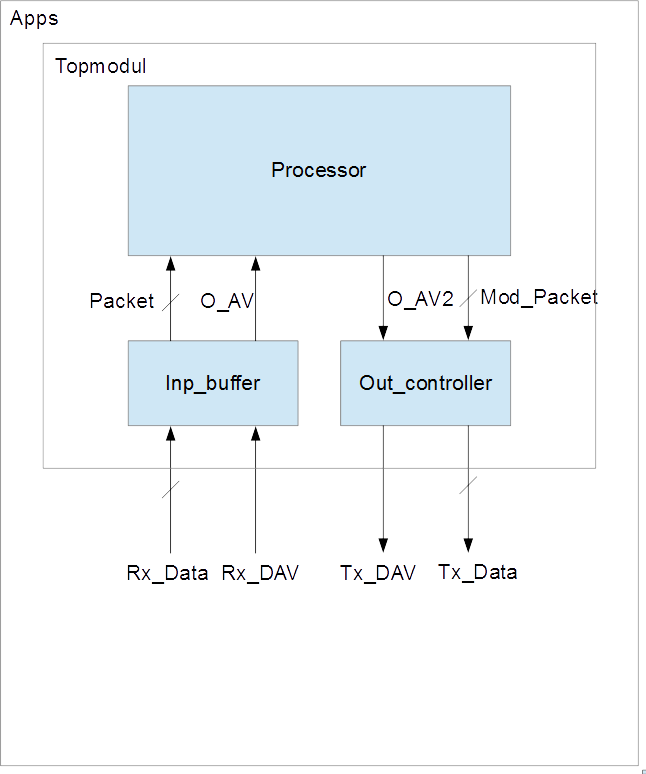 Apps
Topmodul
Processor
Packet
O_AV
O_AV2
Mod_Packet
Inp_buffer
Out_controller
Rx_Data
Rx_DAV
Tx_DAV
Tx_Data